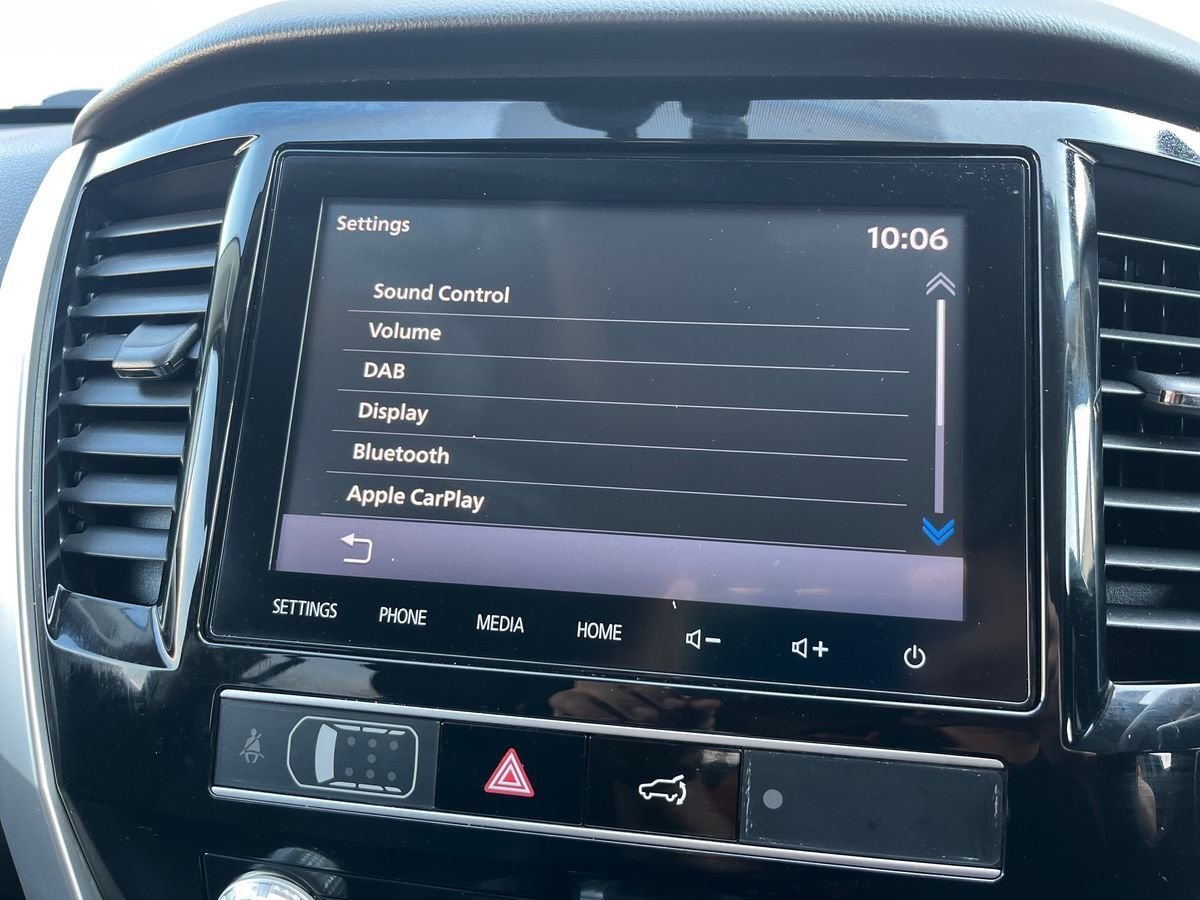 Settings
10:06
Sound Control
Volume
DAB
Display
Bluetooth
Apple CarPlay
SETTINGS PHONE MEDIA HOME